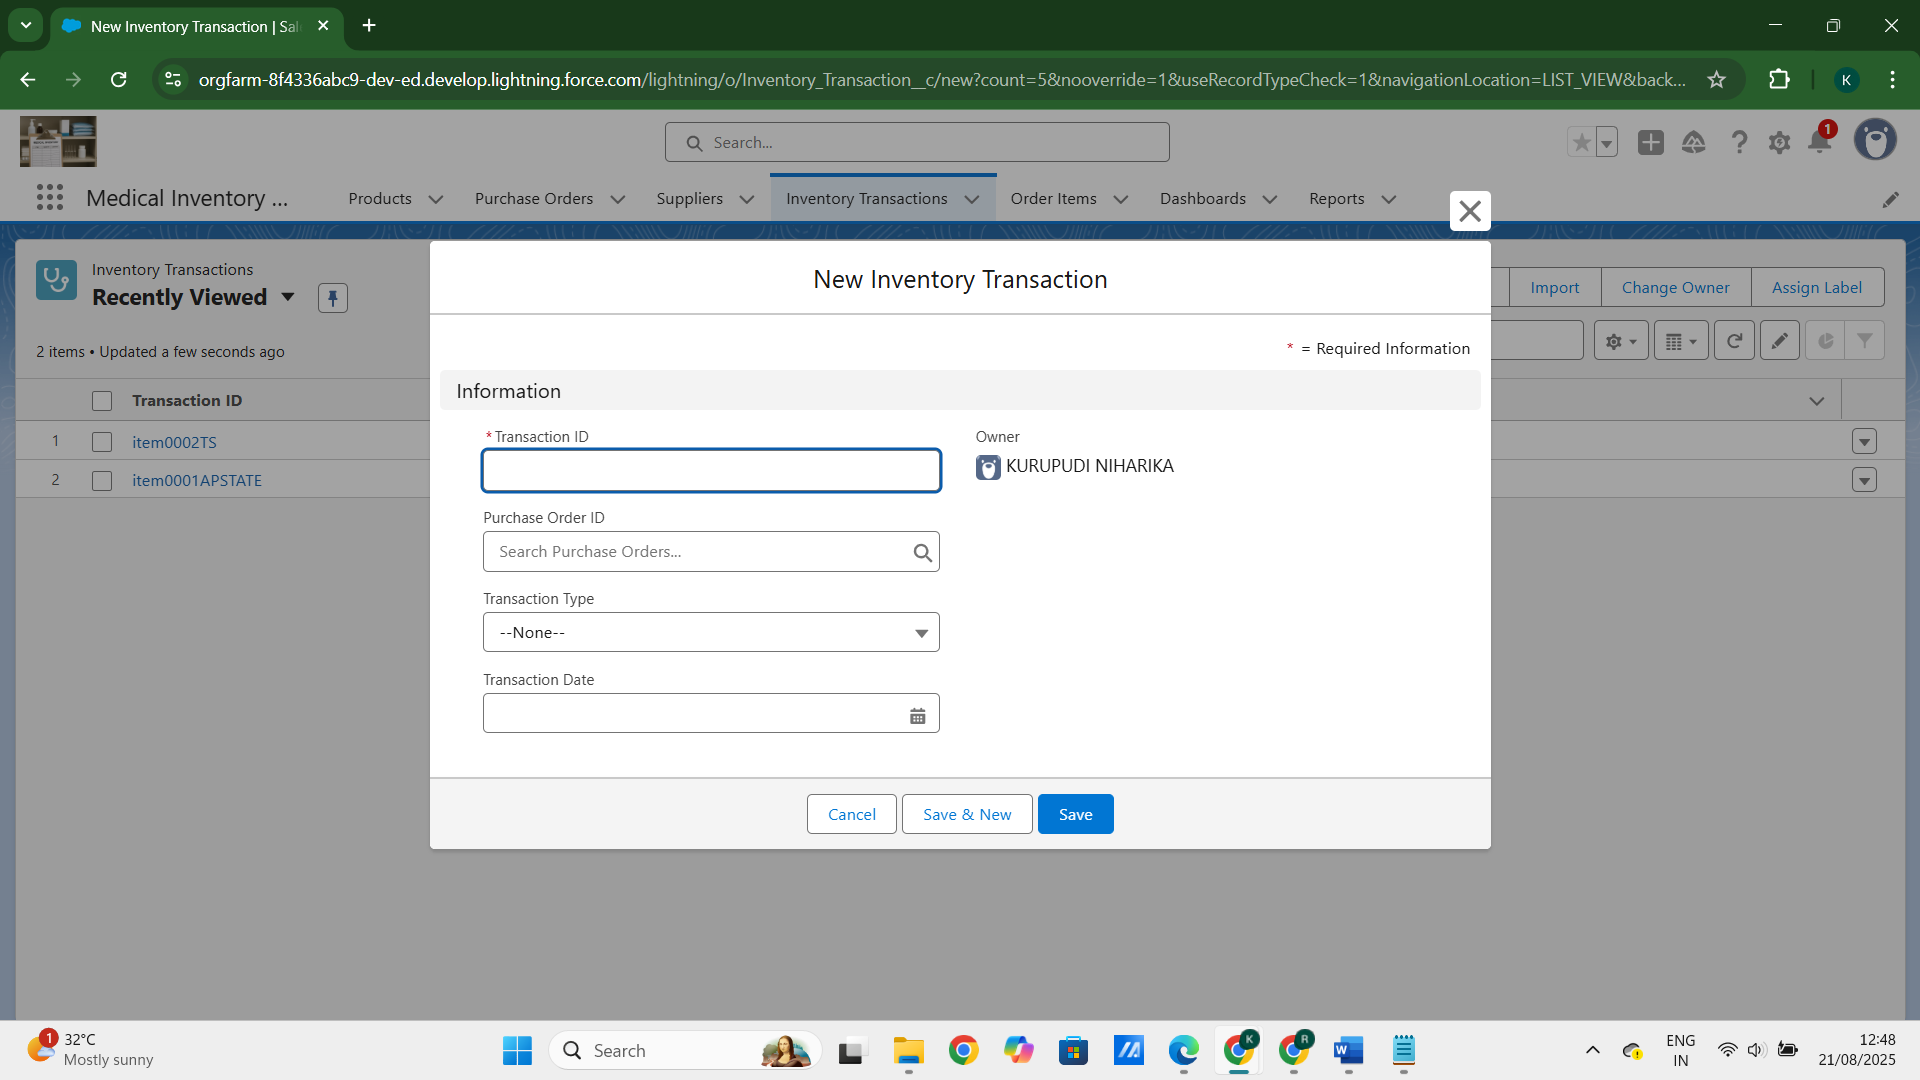 New Inventory Transaction | Sal
orgfarm-8f4336abc9-dev-ed.develop.lightning.force.com/lightning/o/Inventory_Transaction__c/new?count=5&nooverride=1&useRecordTypeCheck=1&navigationLocation=LIST_VIEW&back...
K
Search...
1
Medical Inventory ...
Products
Purchase Orders
Suppliers
Inventory Transactions
Order Items
Dashboards
Reports
Inventory Transactions
Recently Viewed
Import
Change Owner
Assign Label
2 items • Updated a few seconds ago
Transaction ID
1
item0002TS
2
item0001APSTATE
New Inventory Transaction
* = Required Information
Information
*Transaction ID
Owner
KURUPUDI NIHARIKA
Purchase Order ID
Search Purchase Orders...
Transaction Type
--None--
Transaction Date
Cancel
Save & New
Save
1
32°C
Mostly sunny
Search
K
R
W
ENG
IN
12:48
21/08/2025